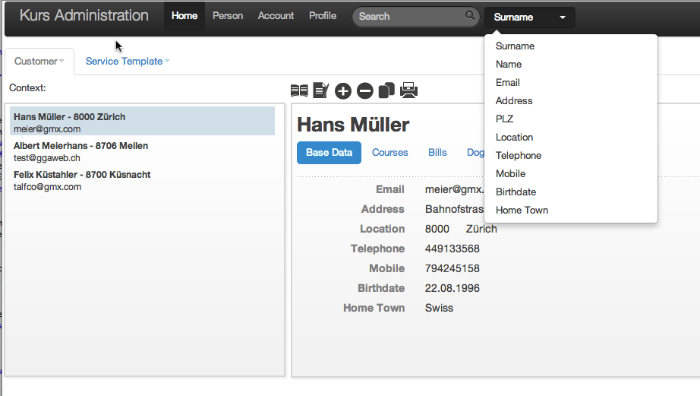 Kurs Administration Home Person Account Profile Search Surname
Customer Service Template
Surname
Name
Email
Address
PLZ
Location
Telephone
Mobile
Birthdate
Home Town
Context:
Hans Müller - 8000 Zürich
meier@gmx.com
Albert Meierhans - 8706 Meilen
test@ggaweb.ch
Felix Küstahler - 8700 Küsnacht
talfco@gmx.com
Hans Müller
Base Data Courses Bills Dog
Email meier@gmx.
Address Bahnofstras
Location 8000 Zürich
Telephone 449133568
Mobile 794245158
Birthdate 22.08.1996
Home Town Swiss